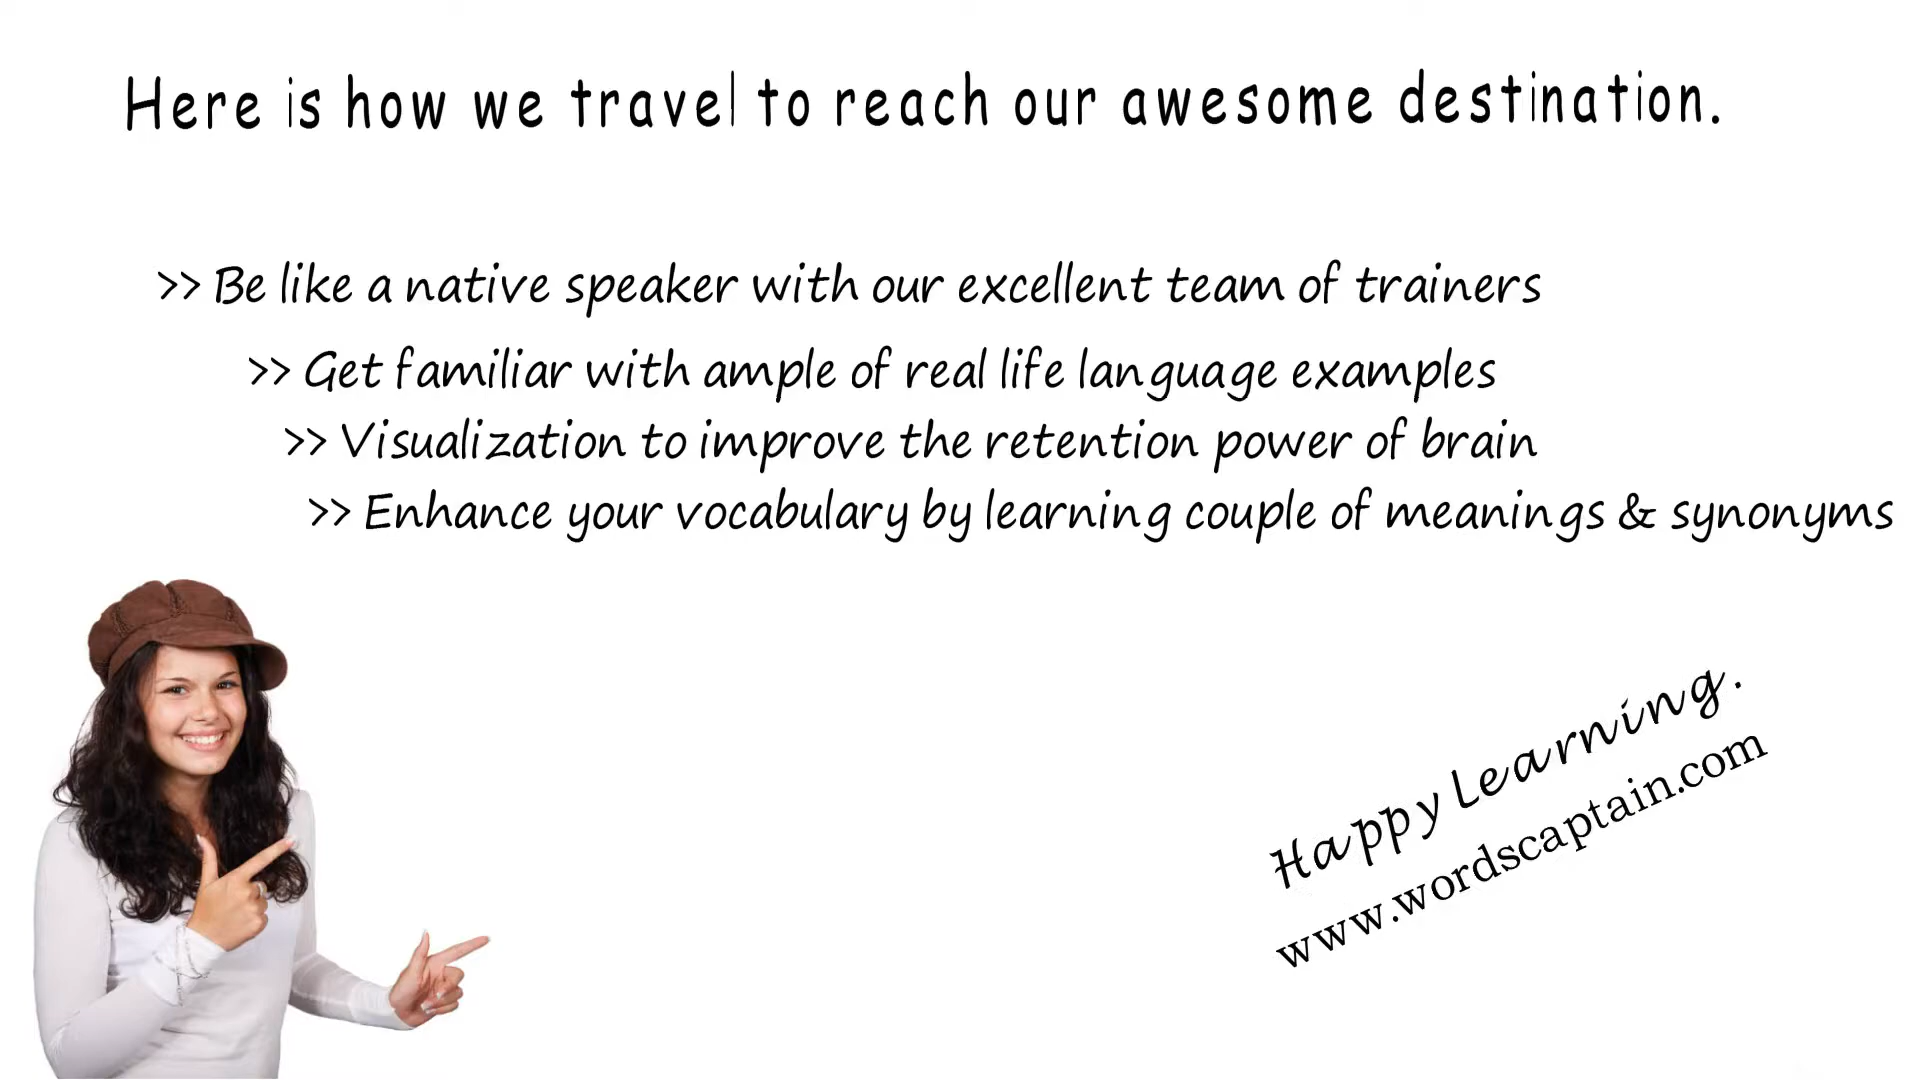 Here is how we travel to reach our awesome destination.
>> Be like a native speaker with our excellent team of trainers
>> Get familiar with ample of real life language examples
>> Visualization to improve the retention power of brain
>> Enhance your vocabulary by learning couple of meanings & synonyms
Happy Learning.
www.wordscaptain.com